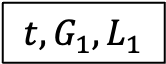 t, G₁, L₁